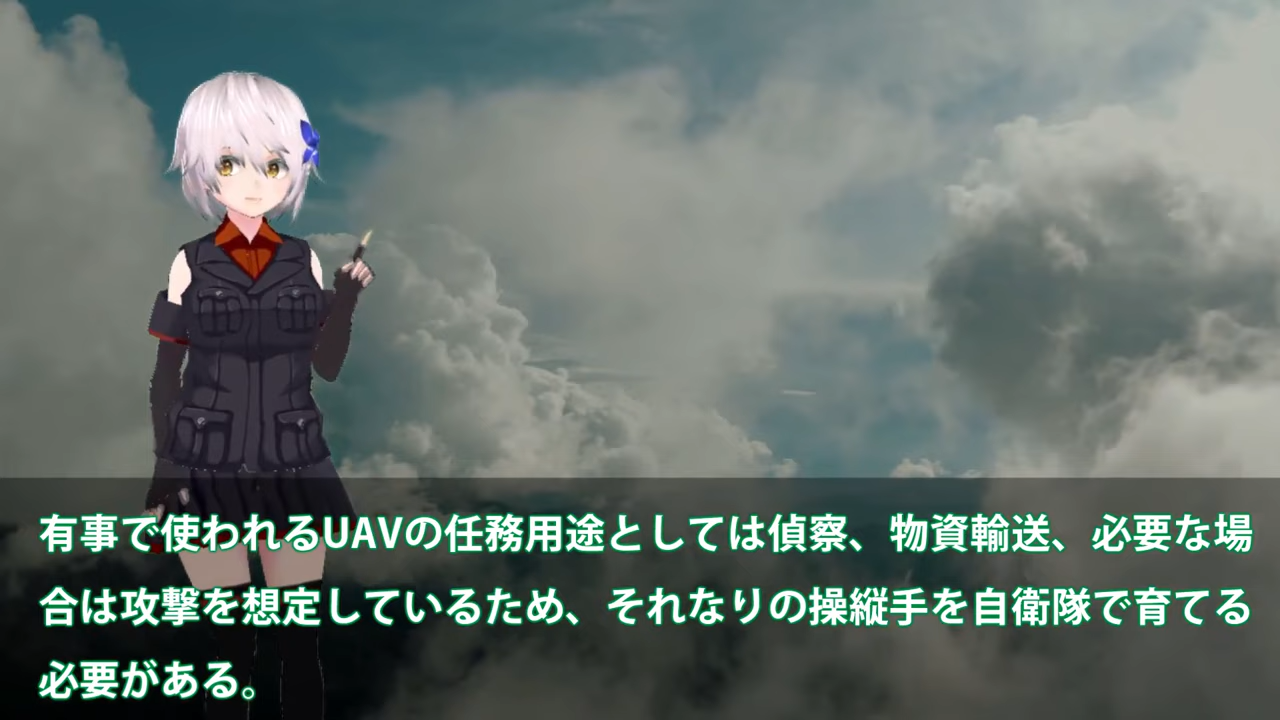 有事で使われるUAVの任務用途としては偵察、物資輸送、必要な場
合は攻撃を想定しているため、それなりの操縦手を自衛隊で育てる
必要がある。